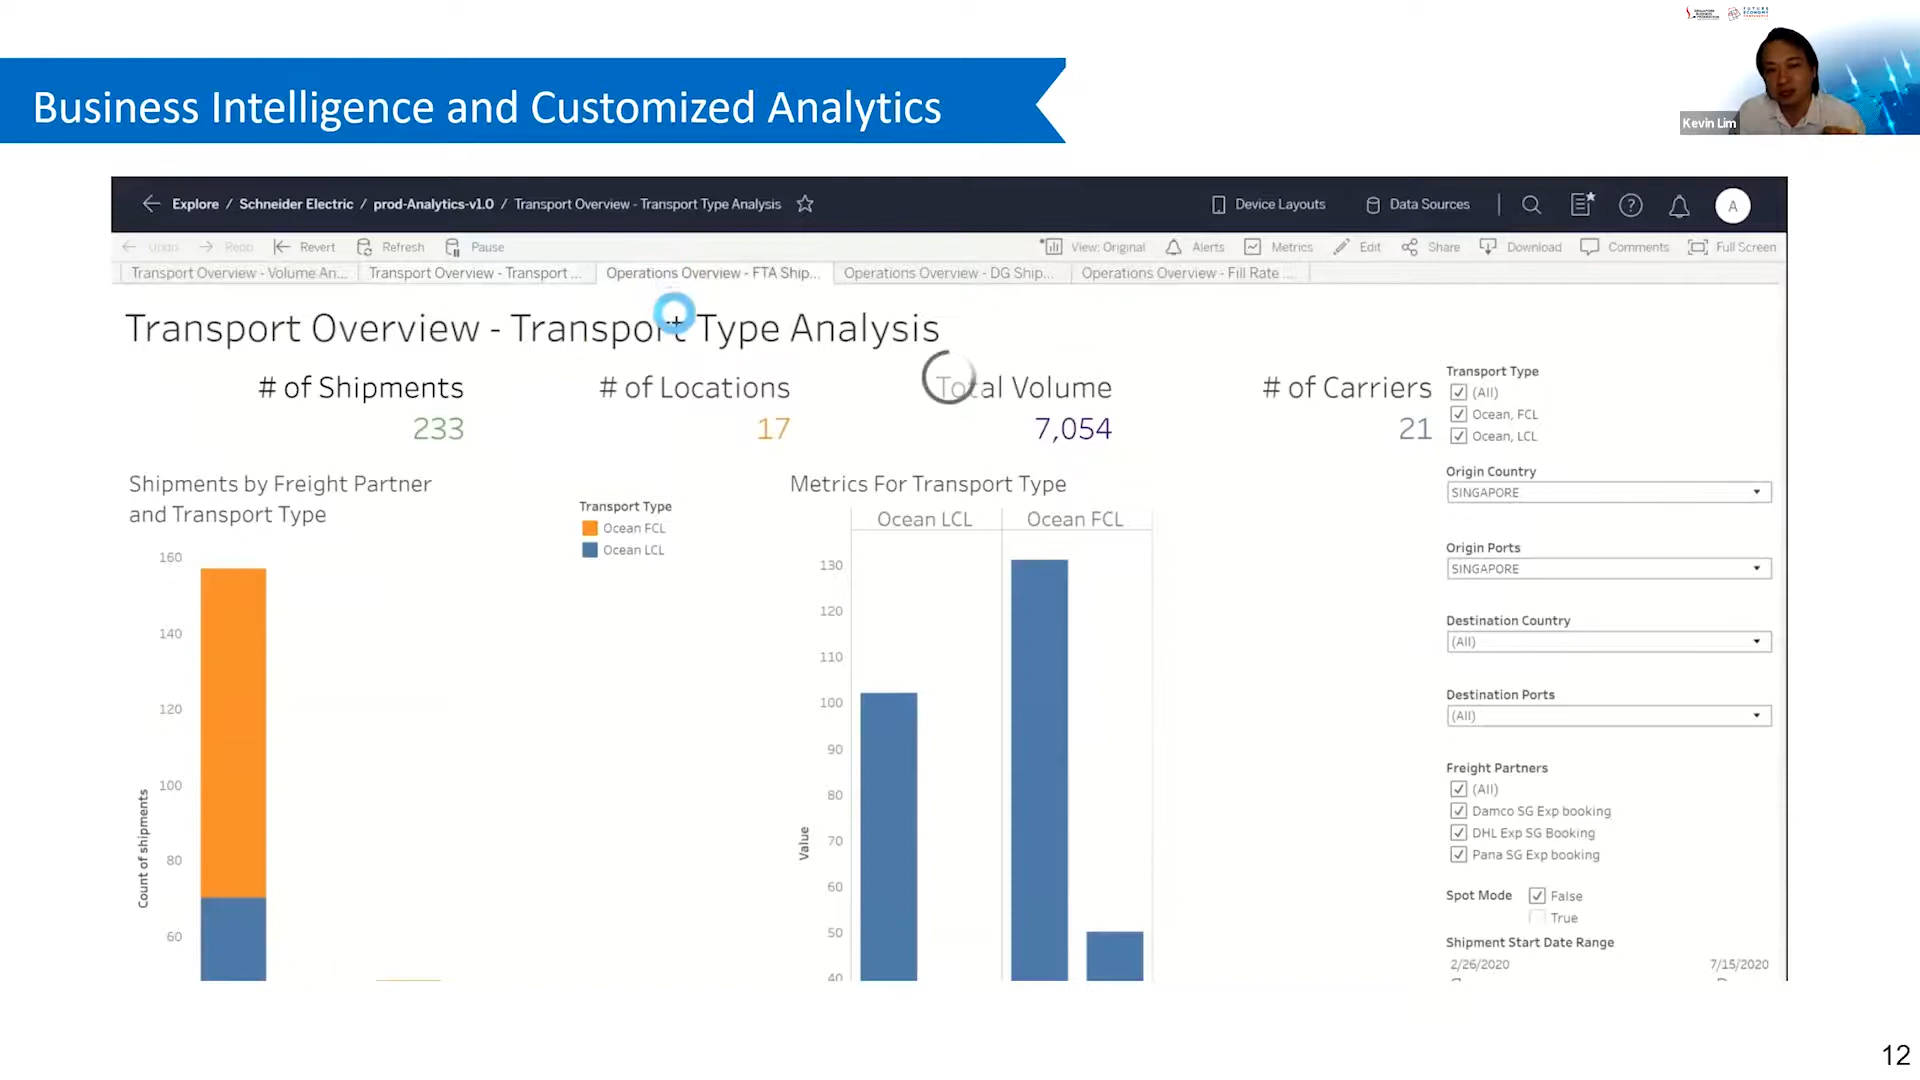 Business Intelligence and Customized Analytics
Kevin Lim
Explore / Schneider Electric / prod-Analytics-v1.0 / Transport Overview - Transport Type Analysis
Device Layouts
Data Sources
A
Undo
Redo
Revert
Refresh
Pause
View: Original
Alerts
Metrics
Edit
Share
Download
Comments
Full Screen
Transport Overview - Volume An...
Transport Overview - Transport ...
Operations Overview - FTA Ship...
Operations Overview - DG Ship...
Operations Overview - Fill Rate ...
Transport Overview - Transport Type Analysis
# of Shipments
233
# of Locations
17
Total Volume
7,054
# of Carriers
21
Shipments by Freight Partner
and Transport Type
Transport Type
Ocean FCL
Ocean LCL
160
140
120
100
80
60
Count of shipments
Metrics For Transport Type
Ocean LCL
Ocean FCL
130
120
110
100
90
80
70
60
50
40
Value
Transport Type
(All)
Ocean, FCL
Ocean, LCL
Origin Country
SINGAPORE
Origin Ports
SINGAPORE
Destination Country
(All)
Destination Ports
(All)
Freight Partners
(All)
Damco SG Exp booking
DHL Exp SG Booking
Pana SG Exp booking
Spot Mode
False
True
Shipment Start Date Range
2/26/2020
7/15/2020
12